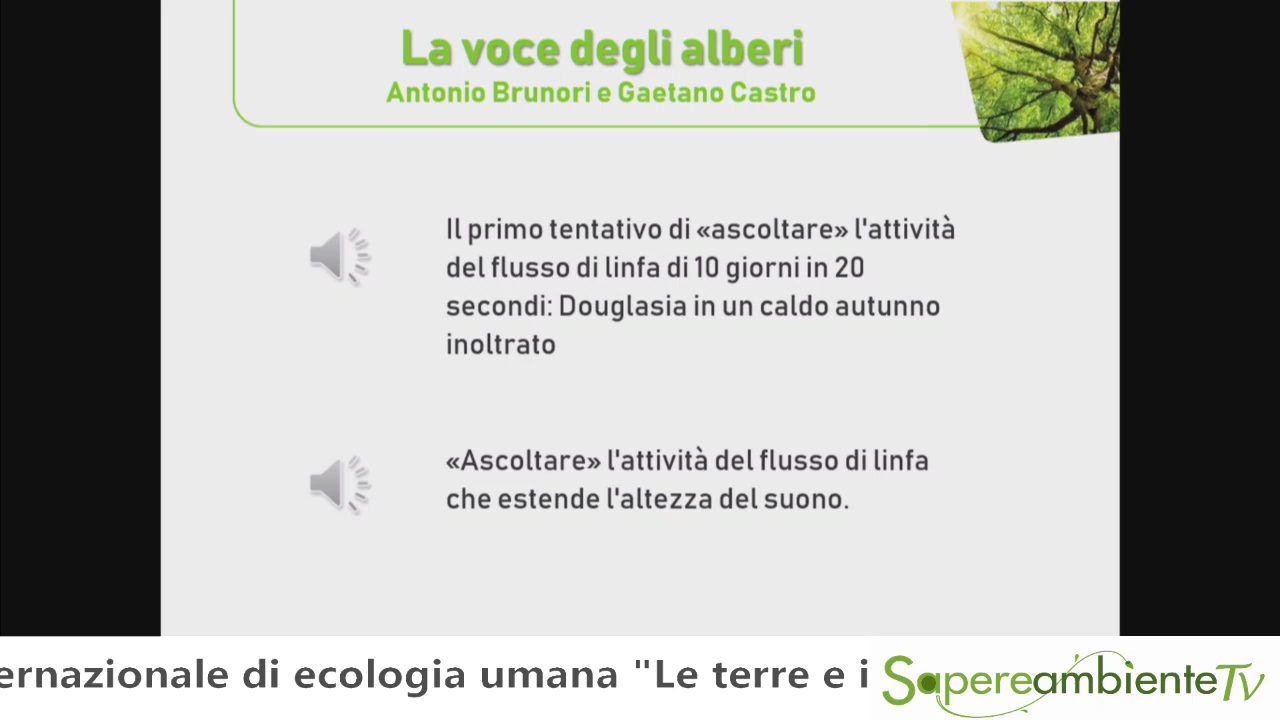 La voce degli alberi
Antonio Brunori e Gaetano Castro
Il primo tentativo di «ascoltare» l'attività
del flusso di linfa di 10 giorni in 20
secondi: Douglasia in un caldo autunno
inoltrato
«Ascoltare» l'attività del flusso di linfa
che estende l'altezza del suono.
ernazionale di ecologia umana "Le terre e i
SapereambienteTv